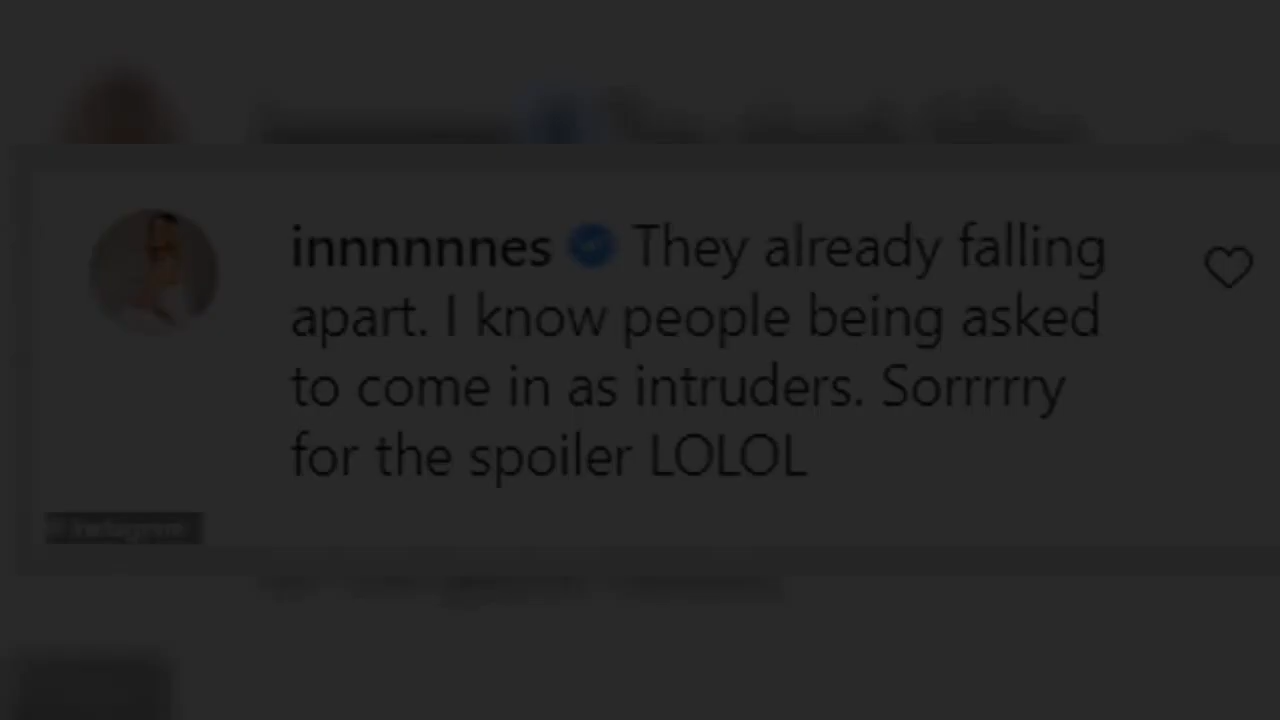 innnnnnes They already falling
apart. I know people being asked
to come in as intruders. Sorrrrry
for the spoiler LOLOL
Instagram